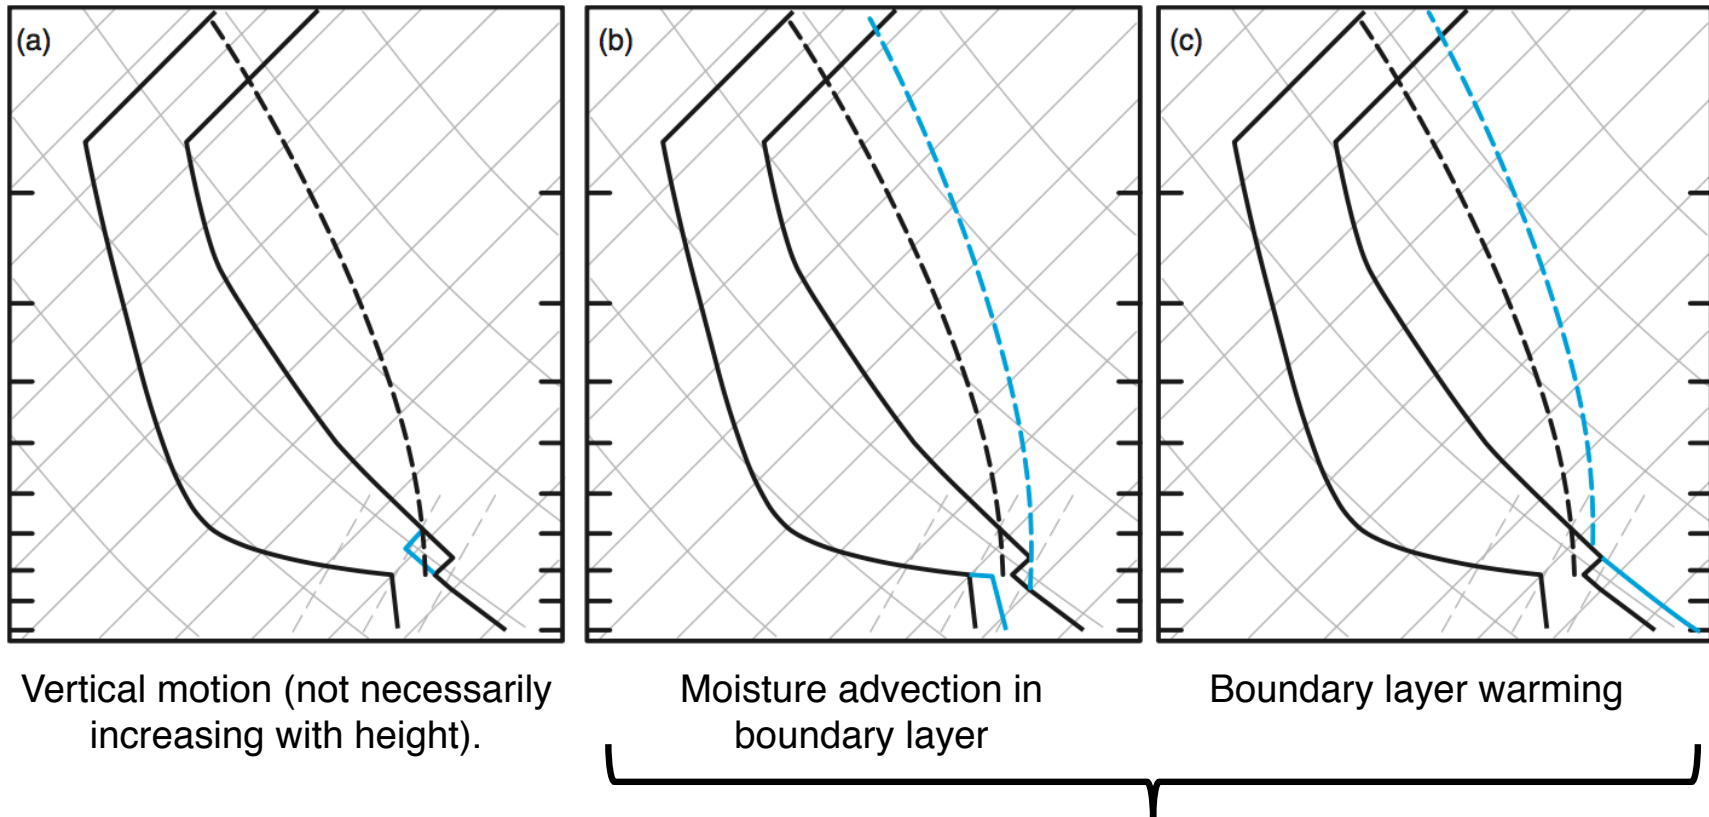 (a)
(b)
(c)
Vertical motion (not necessarily
increasing with height).
Moisture advection in
boundary layer
Boundary layer warming